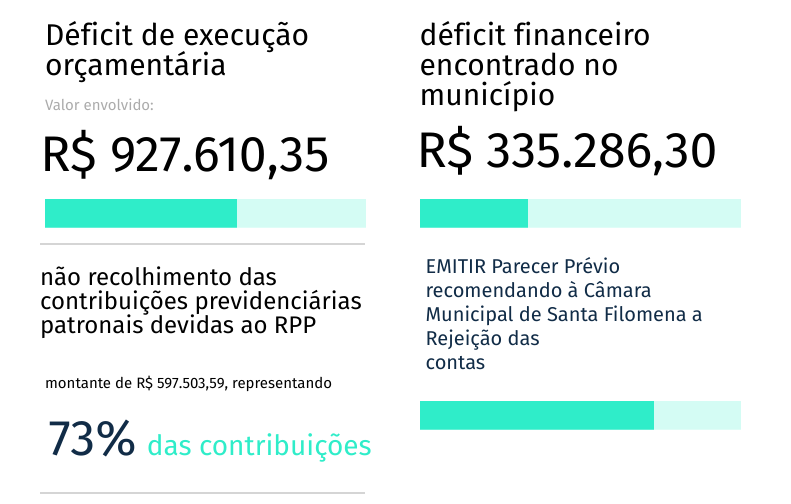 Déficit de execução
orçamentária
Valor envolvido:
R$ 927.610,35
não recolhimento das
contribuições previdenciárias
patronais devidas ao RPP
montante de R$ 597.503,59, representando
73% das contribuições
déficit financeiro
encontrado no
município
R$ 335.286,30
EMITIR Parecer Prévio
recomendando à Câmara
Municipal de Santa Filomena a
Rejeição das
contas